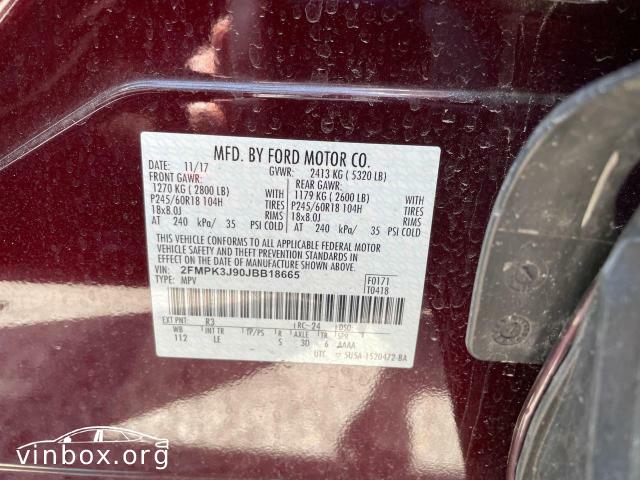 MFD. BY FORD MOTOR CO.
DATE: 11/17 GVWR: 2413 KG ( 5320 LB)
FRONT GAWR: REAR GAWR:
1270 KG ( 2800 LB) 1179 KG ( 2600 LB)
WITH WITH
P245/60R18 104H TIRES P245/60R18 104H TIRES
18x8.0J RIMS 18x8.0J RIMS
AT 240 kPa/ 35 PSI COLD AT 240 kPa/ 35 PSI COLD
THIS VEHICLE CONFORMS TO ALL APPLICABLE FEDERAL MOTOR
VEHICLE SAFETY AND THEFT PREVENTION STANDARDS IN
EFFECT ON THE DATE OF MANUFACTURE SHOWN ABOVE.
VIN: 2FMPK3J90JBB18665
TYPE: MPV
F0171
T0418
EXT PNT: R3 RC: 24 DSO:
WB INT TR TP/PS R AXLE TR SPR
112 LE S 3D 6 AAAA
UTC 5U5A-1520472-BA
vinbox.org